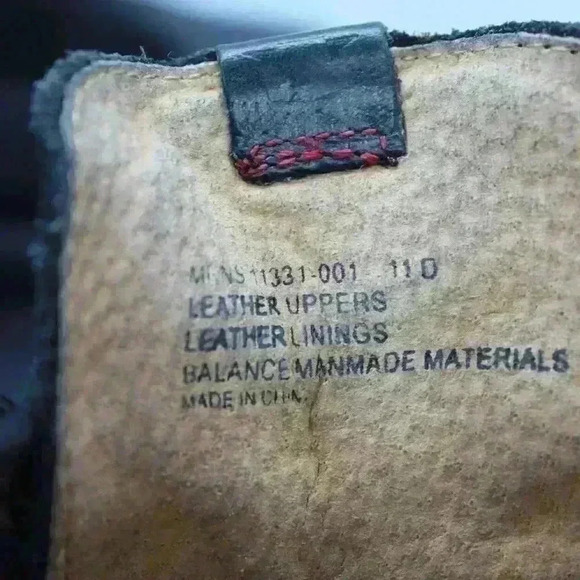 MENS 11331-001 11 D
LEATHER UPPERS
LEATHER LININGS
BALANCE MANMADE MATERIALS
MADE IN CHINA